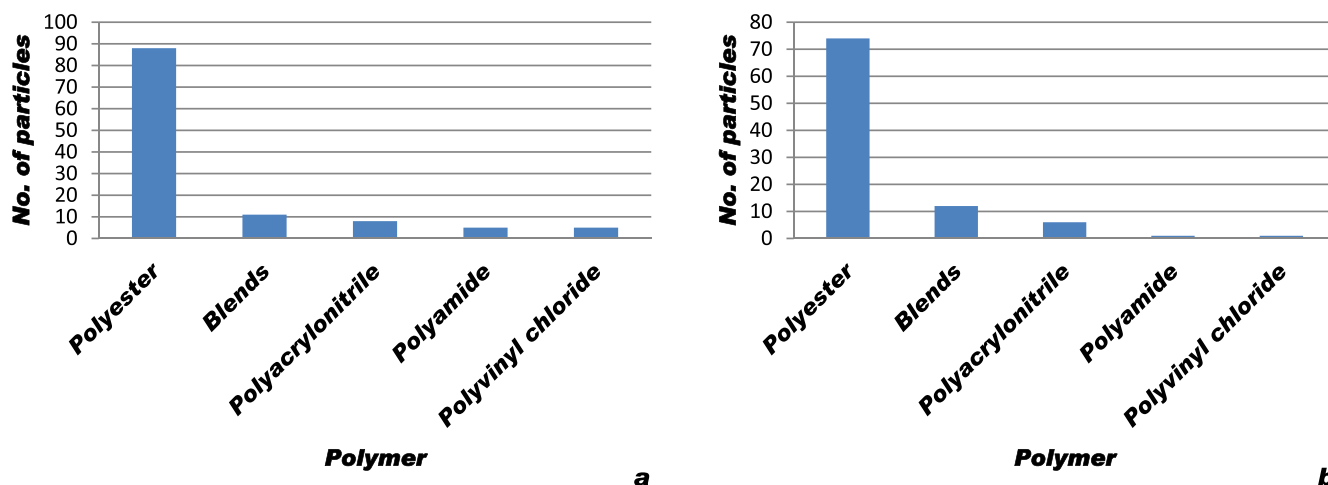 No. of particles
100
90
80
70
60
50
40
30
20
10
0
Polyester
Blends
Polyacrylonitrile
Polyamide
Polyvinyl chloride
Polymer
a
No. of particles
80
70
60
50
40
30
20
10
0
Polyester
Blends
Polyacrylonitrile
Polyamide
Polyvinyl chloride
Polymer
b